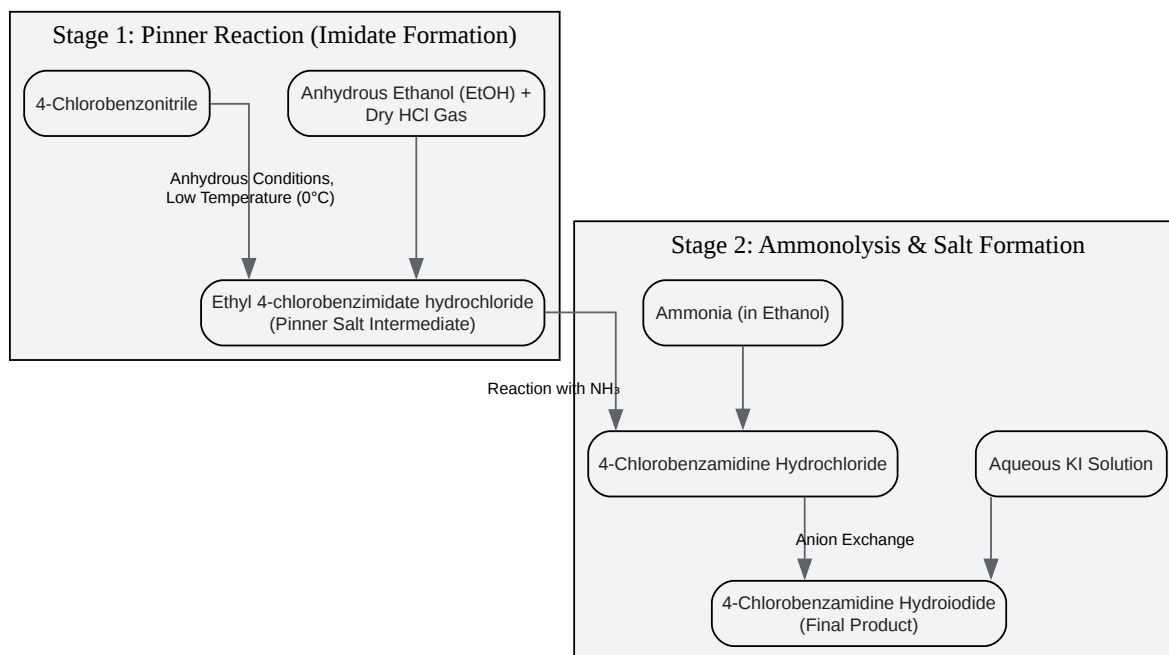 Stage 1: Pinner Reaction (Imidate Formation)
4-Chlorobenzonitrile
Anhydrous Ethanol (EtOH) +
Dry HCl Gas
Anhydrous Conditions,
Low Temperature (0°C)
Ethyl 4-chlorobenzimidate hydrochloride
(Pinner Salt Intermediate)
Stage 2: Ammonolysis & Salt Formation
Ammonia (in Ethanol)
Reaction with NH₃
4-Chlorobenzamidine Hydrochloride
Aqueous KI Solution
Anion Exchange
4-Chlorobenzamidine Hydroiodide
(Final Product)